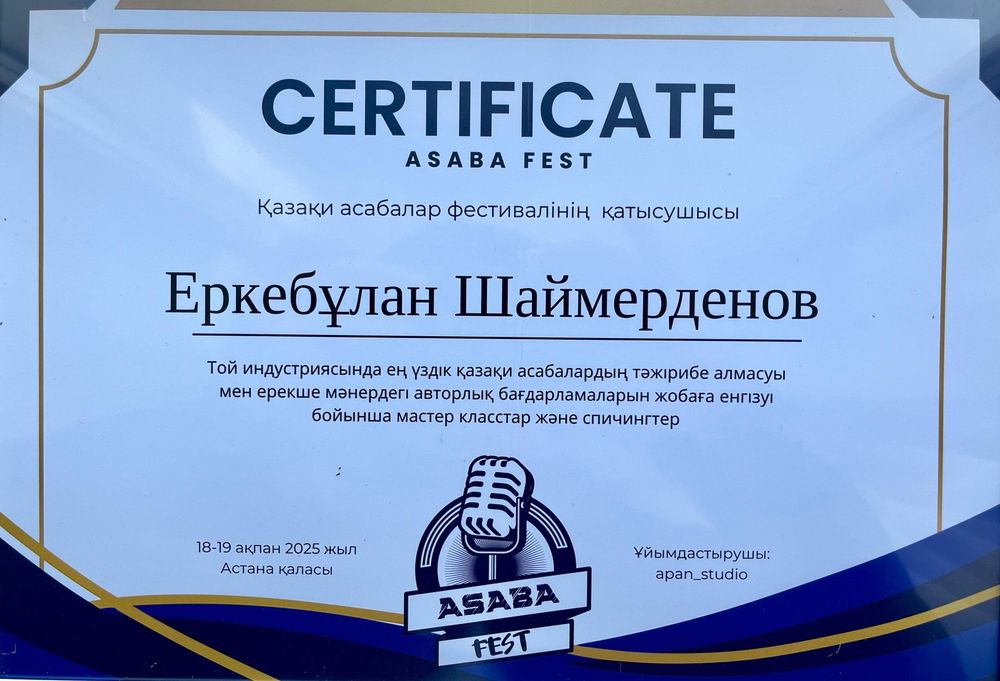 CERTIFICATE
ASABA FEST
Қазақи асабалар фестивалінің қатысушысы
Еркебұлан Шаймерденов
Той индустриясында ең үздік қазақи асабалардың тәжірибе алмасуы
мен ерекше мәнердегі авторлық бағдарламаларын жобаға енгізуі
бойынша мастер класстар және спичингтер
18-19 ақпан 2025 жыл
Астана қаласы
Ұйымдастырушы:
apan_studio
ASABA
FEST